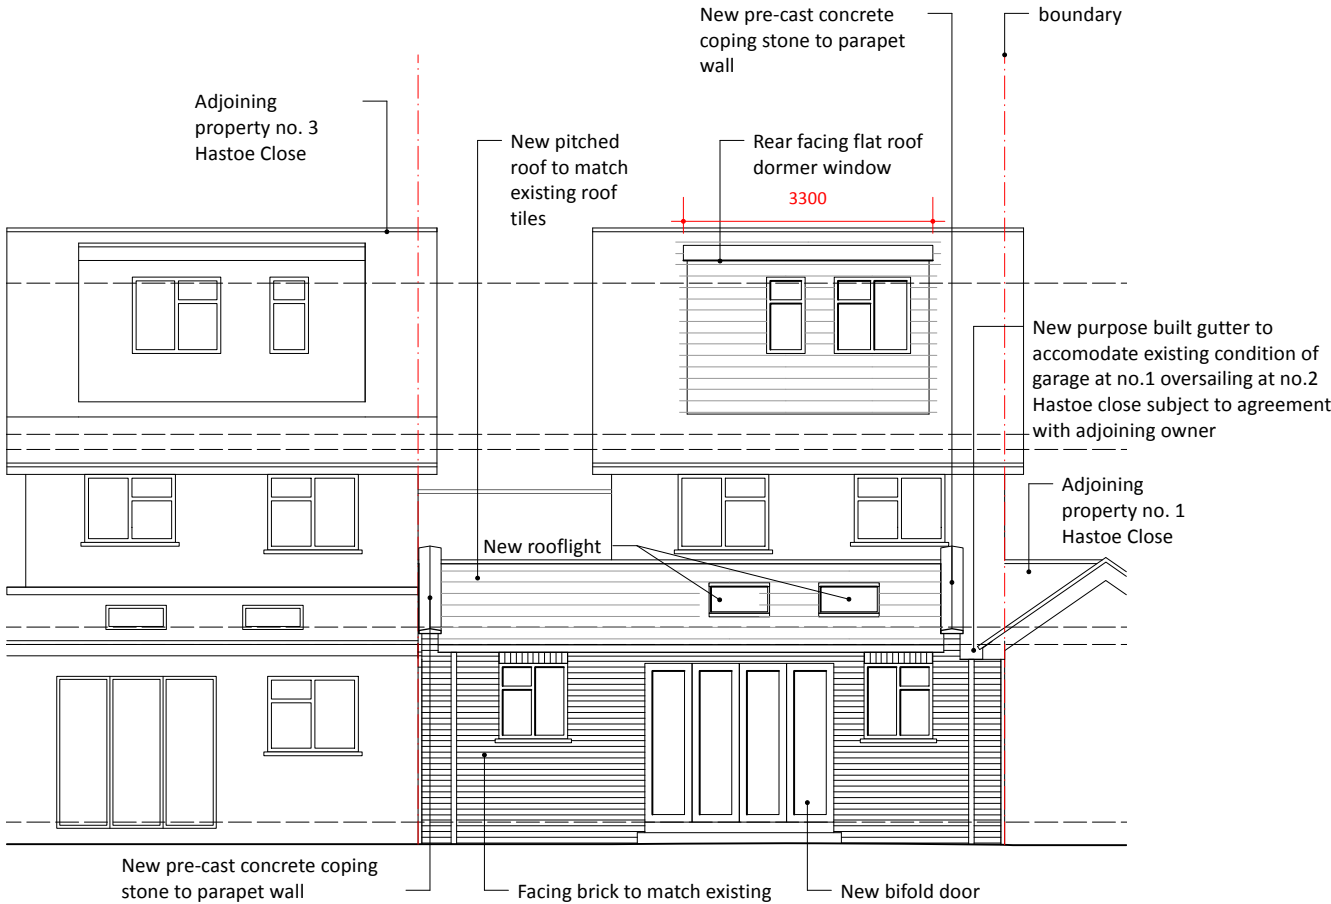 New pre-cast concrete
coping stone to parapet
wall
boundary
Adjoining
property no. 3
Hastoe Close
New pitched
roof to match
existing roof
tiles
Rear facing flat roof
dormer window
3300
New purpose built gutter to
accomodate existing condition of
garage at no.1 oversailing at no.2
Hastoe close subject to agreement
with adjoining owner
Adjoining
property no. 1
Hastoe Close
New rooflight
New pre-cast concrete coping
stone to parapet wall
Facing brick to match existing
New bifold door